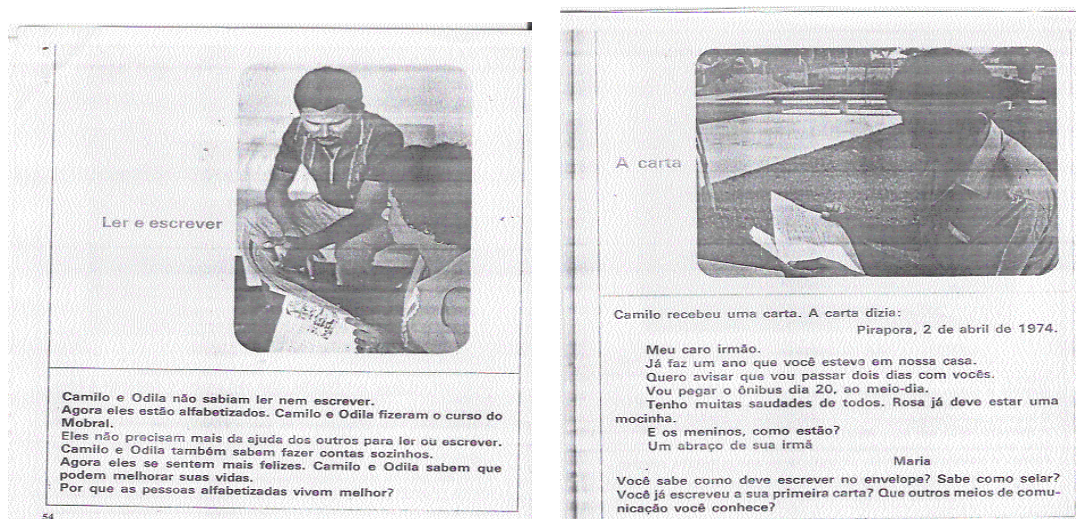 Ler e escrever
Camilo e Odila não sabiam ler nem escrever.
Agora eles estão alfabetizados. Camilo e Odila fizeram o curso do
Mobral.
Eles não precisam mais da ajuda dos outros para ler ou escrever.
Camilo e Odila também sabem fazer contas sozinhos.
Agora eles se sentem mais felizes. Camilo e Odila sabem que
podem melhorar suas vidas.
Por que as pessoas alfabetizadas vivem melhor?
54
A carta
Camilo recebeu uma carta. A carta dizia:
Pirapora, 2 de abril de 1974.
Meu caro irmão.
Já faz um ano que você esteve em nossa casa.
Quero avisar que vou passar dois dias com vocês.
Vou pegar o ônibus dia 20, ao meio-dia.
Tenho muitas saudades de todos. Rosa já deve estar uma
mocinha.
E os meninos, como estão?
Um abraço de sua irmã
Maria
Você sabe como deve escrever no envelope? Sabe como selar?
Você já escreveu a sua primeira carta? Que outros meios de comu-
nicação você conhece?